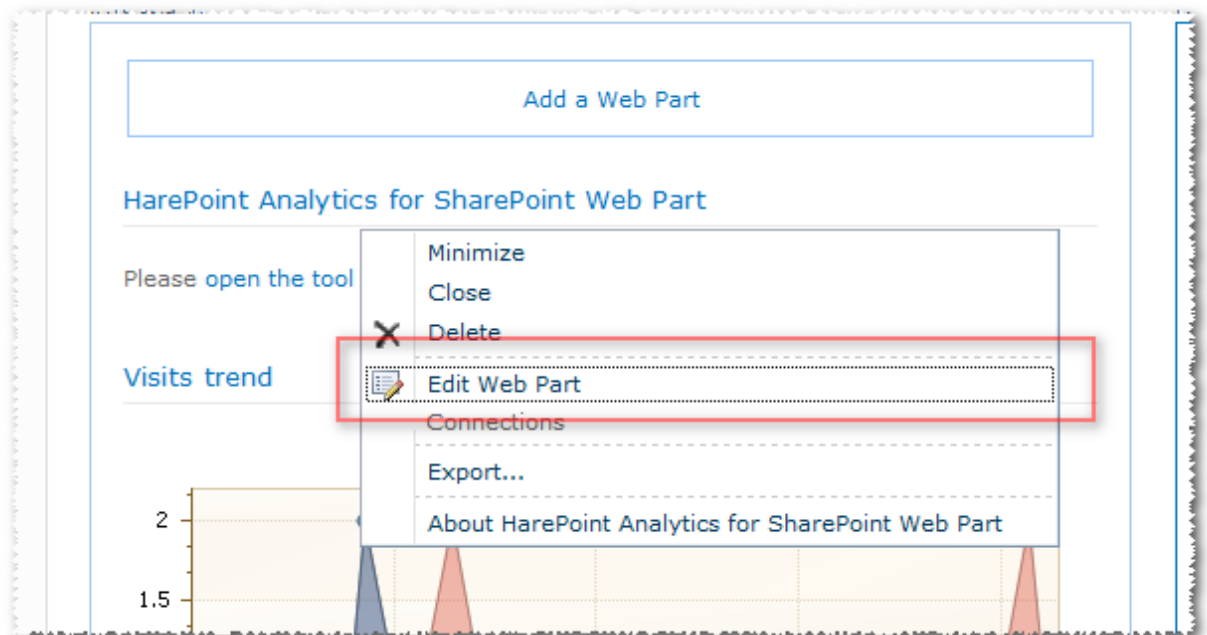 Add a Web Part
HarePoint Analytics for SharePoint Web Part
Please open the tool
Minimize
Close
Delete
Visits trend
Edit Web Part
Connections
Export...
About HarePoint Analytics for SharePoint Web Part
2
1.5